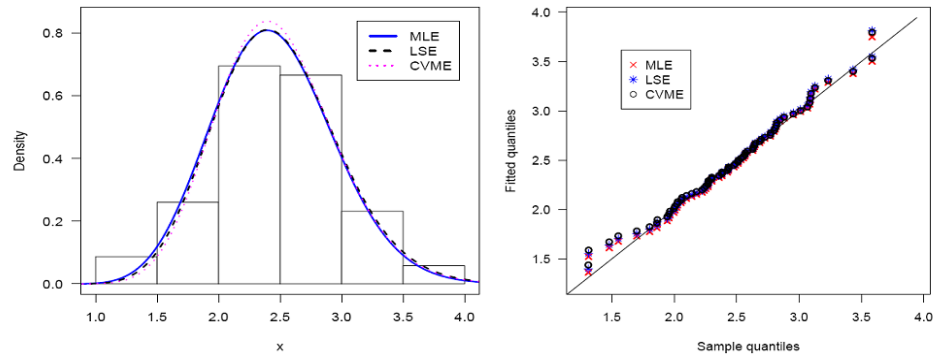 Density
0.8
0.6
0.4
0.2
0.0
MLE
LSE
CVME
1.0 1.5 2.0 2.5 3.0 3.5 4.0
x
Fitted quantiles
4.0
3.5
3.0
2.5
2.0
1.5
MLE
LSE
CVME
1.5 2.0 2.5 3.0 3.5 4.0
Sample quantiles